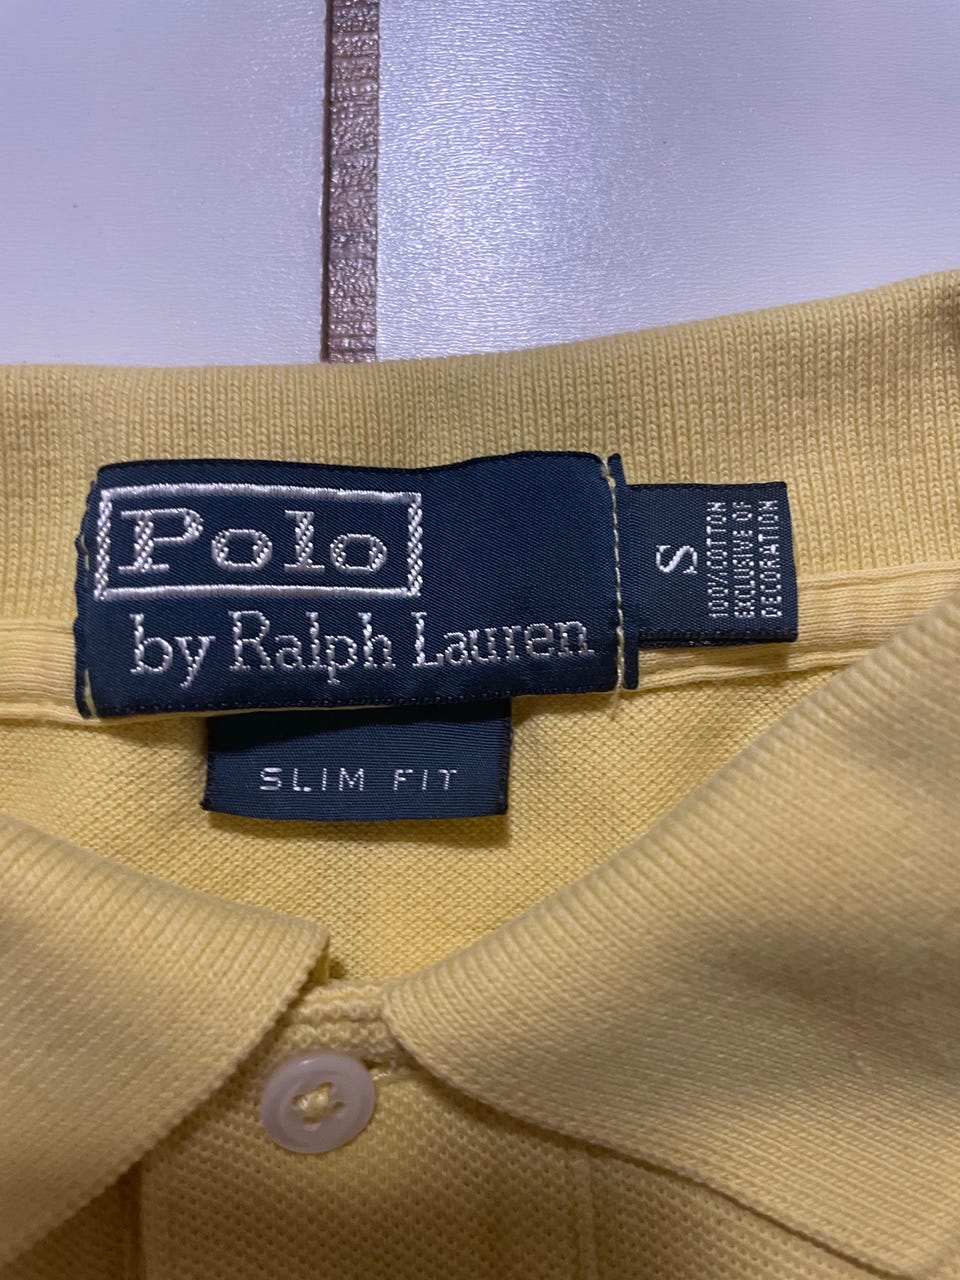 Polo
by Ralph Lauren
S
100% COTTON
EXCLUSIVE OF
DECORATION
SLIM FIT